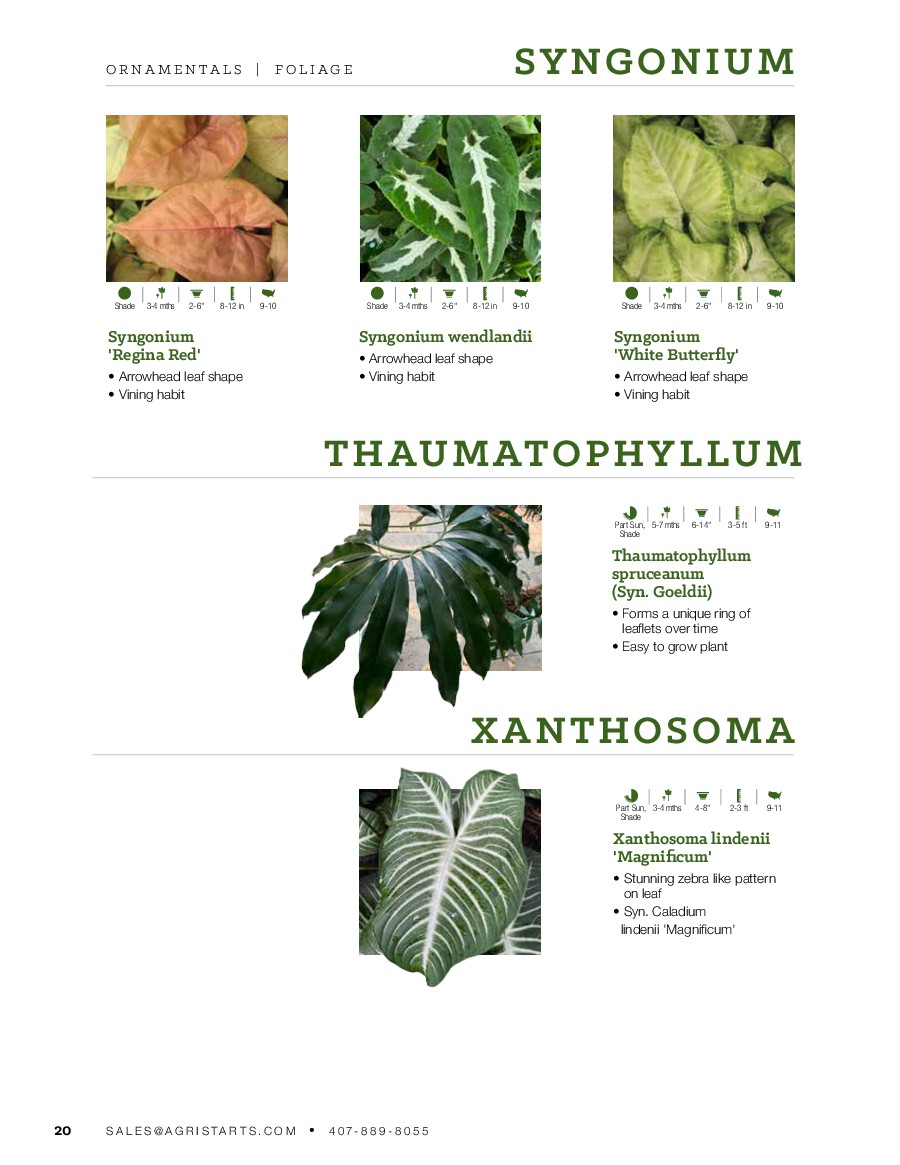 ORNAMENTALS | FOLIAGE
SYNGONIUM
Shade 3-4 mths 2-6" 8-12 in 9-10
Syngonium
'Regina Red'
• Arrowhead leaf shape
• Vining habit
Shade 3-4 mths 2-6" 8-12 in 9-10
Syngonium wendlandii
• Arrowhead leaf shape
• Vining habit
Shade 3-4 mths 2-6" 8-12 in 9-10
Syngonium
'White Butterfly'
• Arrowhead leaf shape
• Vining habit
THAUMATOPHYLLUM
Part Sun, 5-7 mths 6-14" 3-5 ft 9-11
Shade
Thaumatophyllum
spruceanum
(Syn. Goeldii)
• Forms a unique ring of
leaflets over time
• Easy to grow plant
XANTHOSOMA
Part Sun, 3-4 mths 4-8" 2-3 ft 9-11
Shade
Xanthosoma lindenii
'Magnificum'
• Stunning zebra like pattern
on leaf
• Syn. Caladium
lindenii 'Magnificum'
20 SALES@AGRISTARTS.COM • 407-889-8055